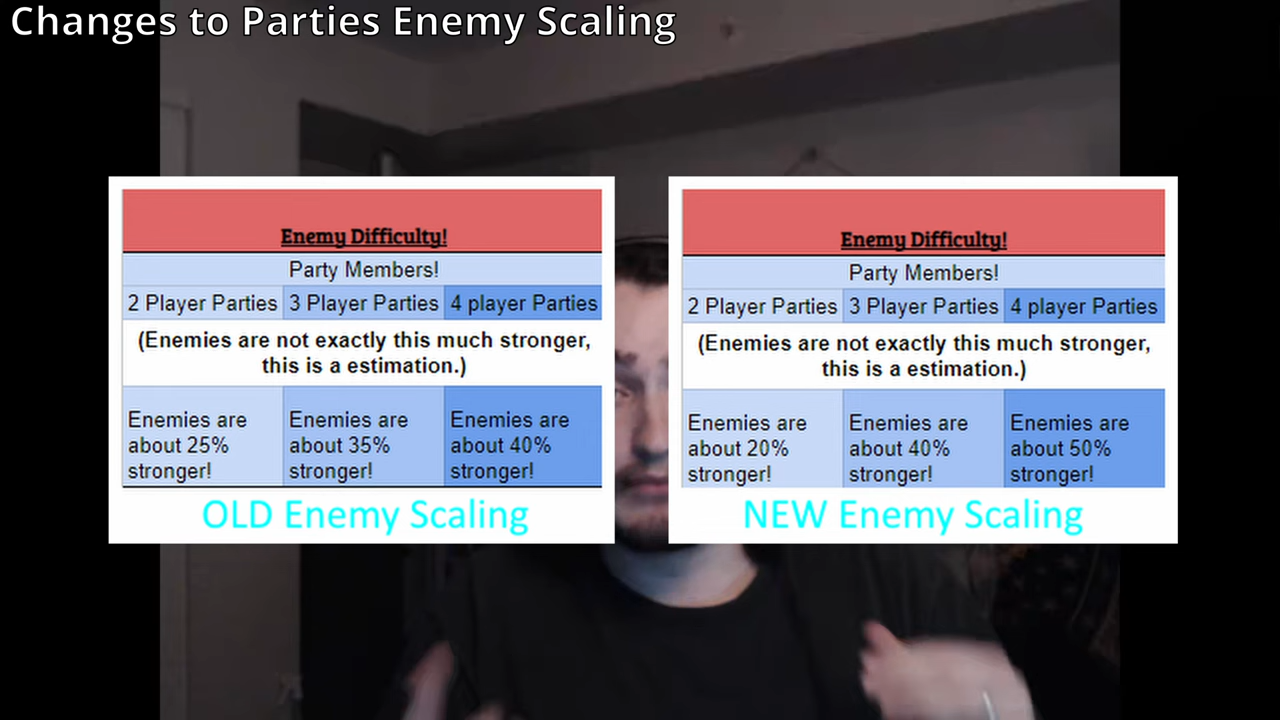 Changes to Parties Enemy Scaling
Enemy Difficulty!
Party Members!
2 Player Parties 3 Player Parties 4 player Parties
(Enemies are not exactly this much stronger,
this is a estimation.)
Enemies are Enemies are Enemies are
about 25% about 35% about 40%
stronger! stronger! stronger!
OLD Enemy Scaling
Enemy Difficulty!
Party Members!
2 Player Parties 3 Player Parties 4 player Parties
(Enemies are not exactly this much stronger,
this is a estimation.)
Enemies are Enemies are Enemies are
about 20% about 40% about 50%
stronger! stronger! stronger!
NEW Enemy Scaling